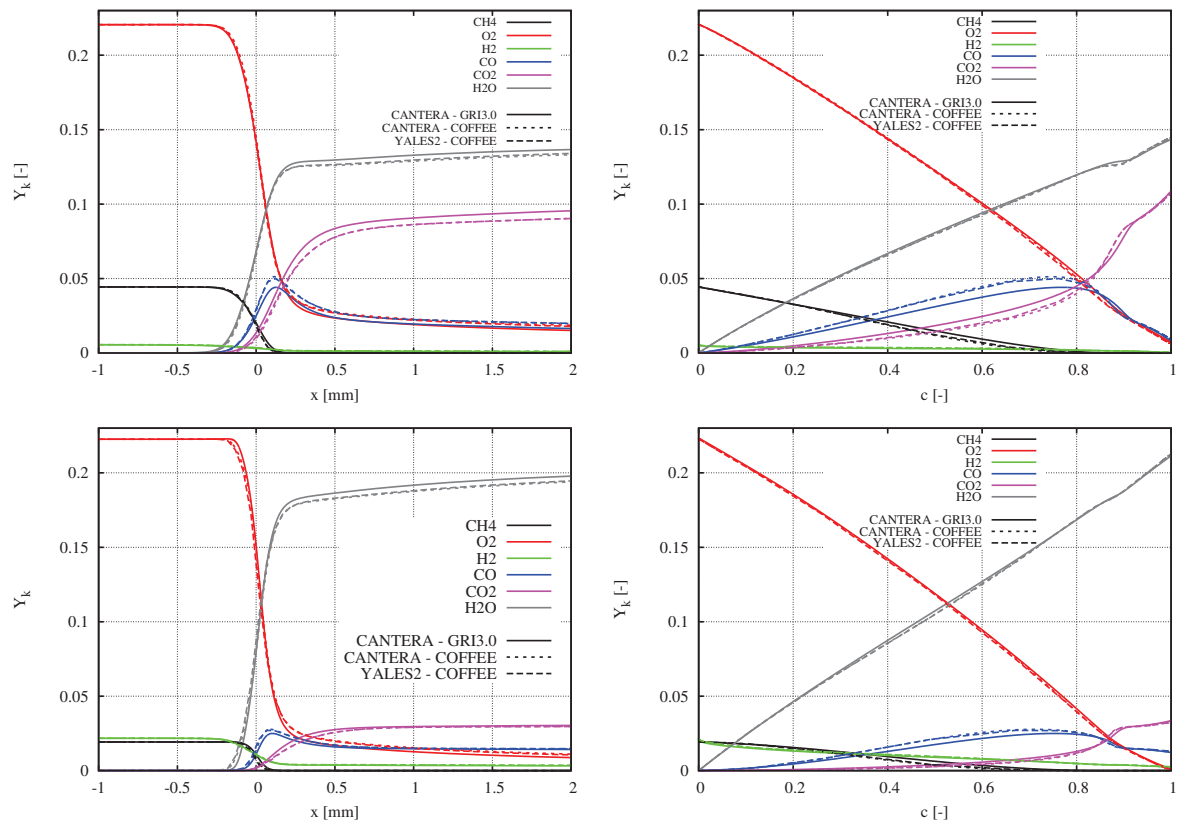 CH4
O2
H2
CO
CO2
H2O
CANTERA - GRI3.0
CANTERA - COFFEE
YALES2 - COFFEE
0.2
0.15
0.1
0.05
0
Y_k [-]
-1 -0.5 0 0.5 1 1.5 2
x [mm]
CH4
O2
H2
CO
CO2
H2O
CANTERA - GRI3.0
CANTERA - COFFEE
YALES2 - COFFEE
0.2
0.15
0.1
0.05
0
Y_k [-]
0 0.2 0.4 0.6 0.8 1
c [-]
CH4
O2
H2
CO
CO2
H2O
CANTERA - GRI3.0
CANTERA - COFFEE
YALES2 - COFFEE
0.2
0.15
0.1
0.05
0
Y_k
-1 -0.5 0 0.5 1 1.5 2
x [mm]
CH4
O2
H2
CO
CO2
H2O
CANTERA - GRI3.0
CANTERA - COFFEE
YALES2 - COFFEE
0.2
0.15
0.1
0.05
0
Y_k [-]
0 0.2 0.4 0.6 0.8 1
c [-]